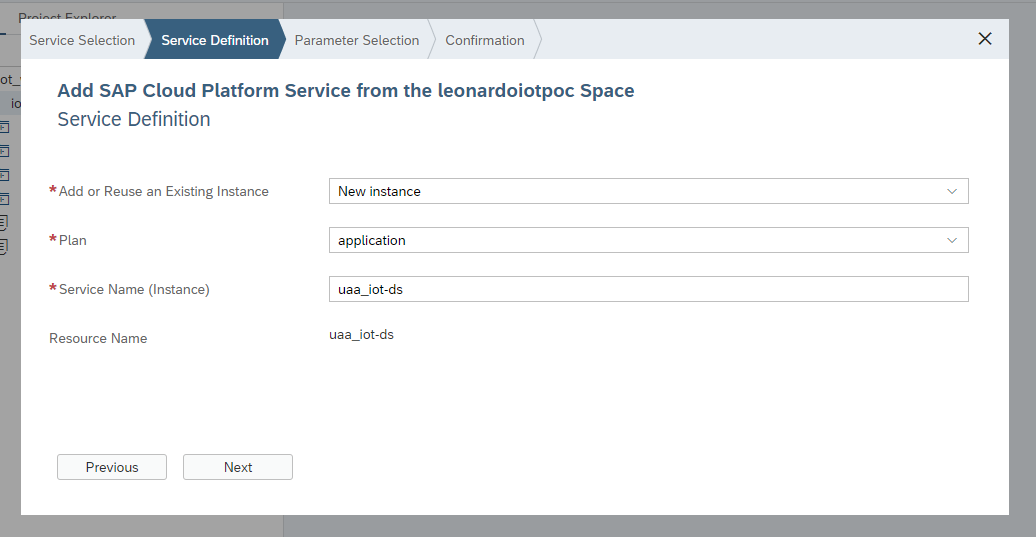 Project Explorer
Service Selection
Service Definition
Parameter Selection
Confirmation
Add SAP Cloud Platform Service from the leonardoiotpoc Space
Service Definition
*Add or Reuse an Existing Instance
New instance
*Plan
application
*Service Name (Instance)
uaa_iot-ds
Resource Name
uaa_iot-ds
Previous
Next